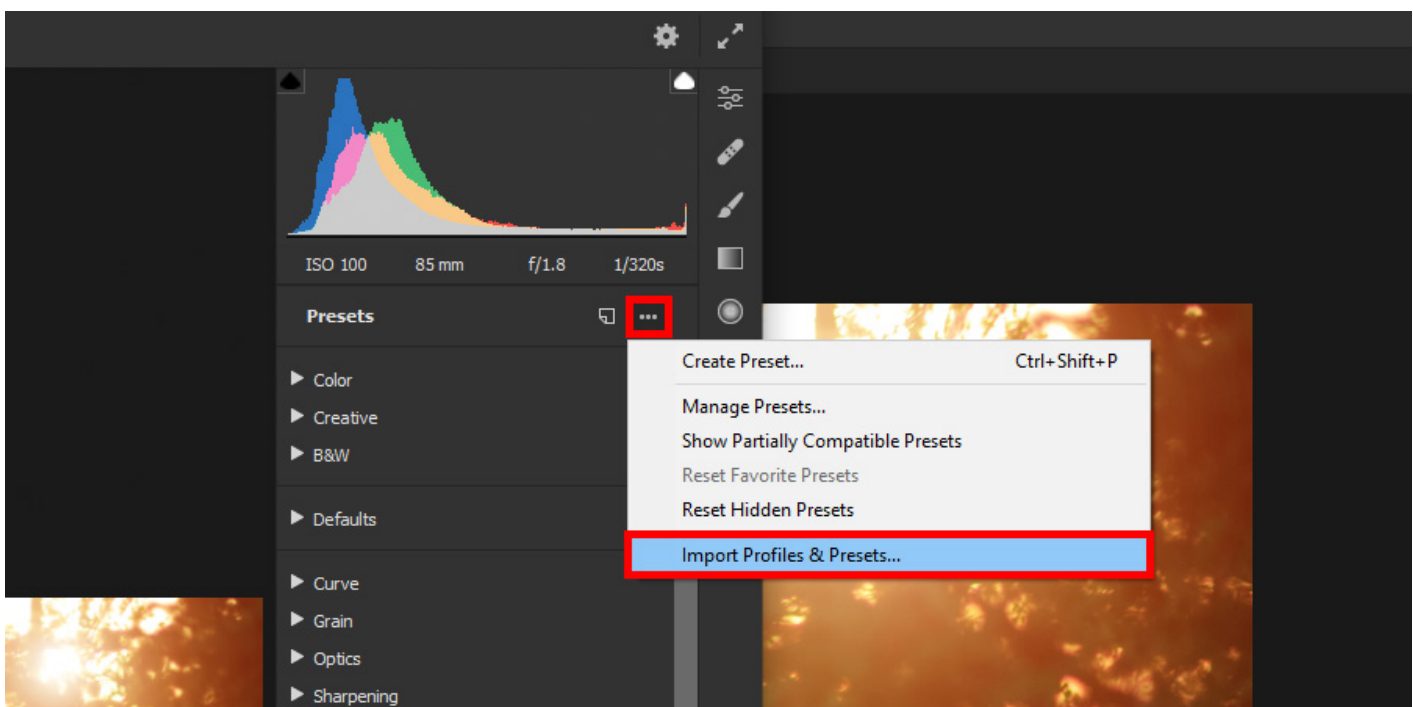 ISO 100 85 mm f/1.8 1/320s
Presets
Create Preset... Ctrl+Shift+P
Color
Manage Presets...
Creative
Show Partially Compatible Presets
B&W
Reset Favorite Presets
Reset Hidden Presets
Defaults
Import Profiles & Presets...
Curve
Grain
Optics
Sharpening